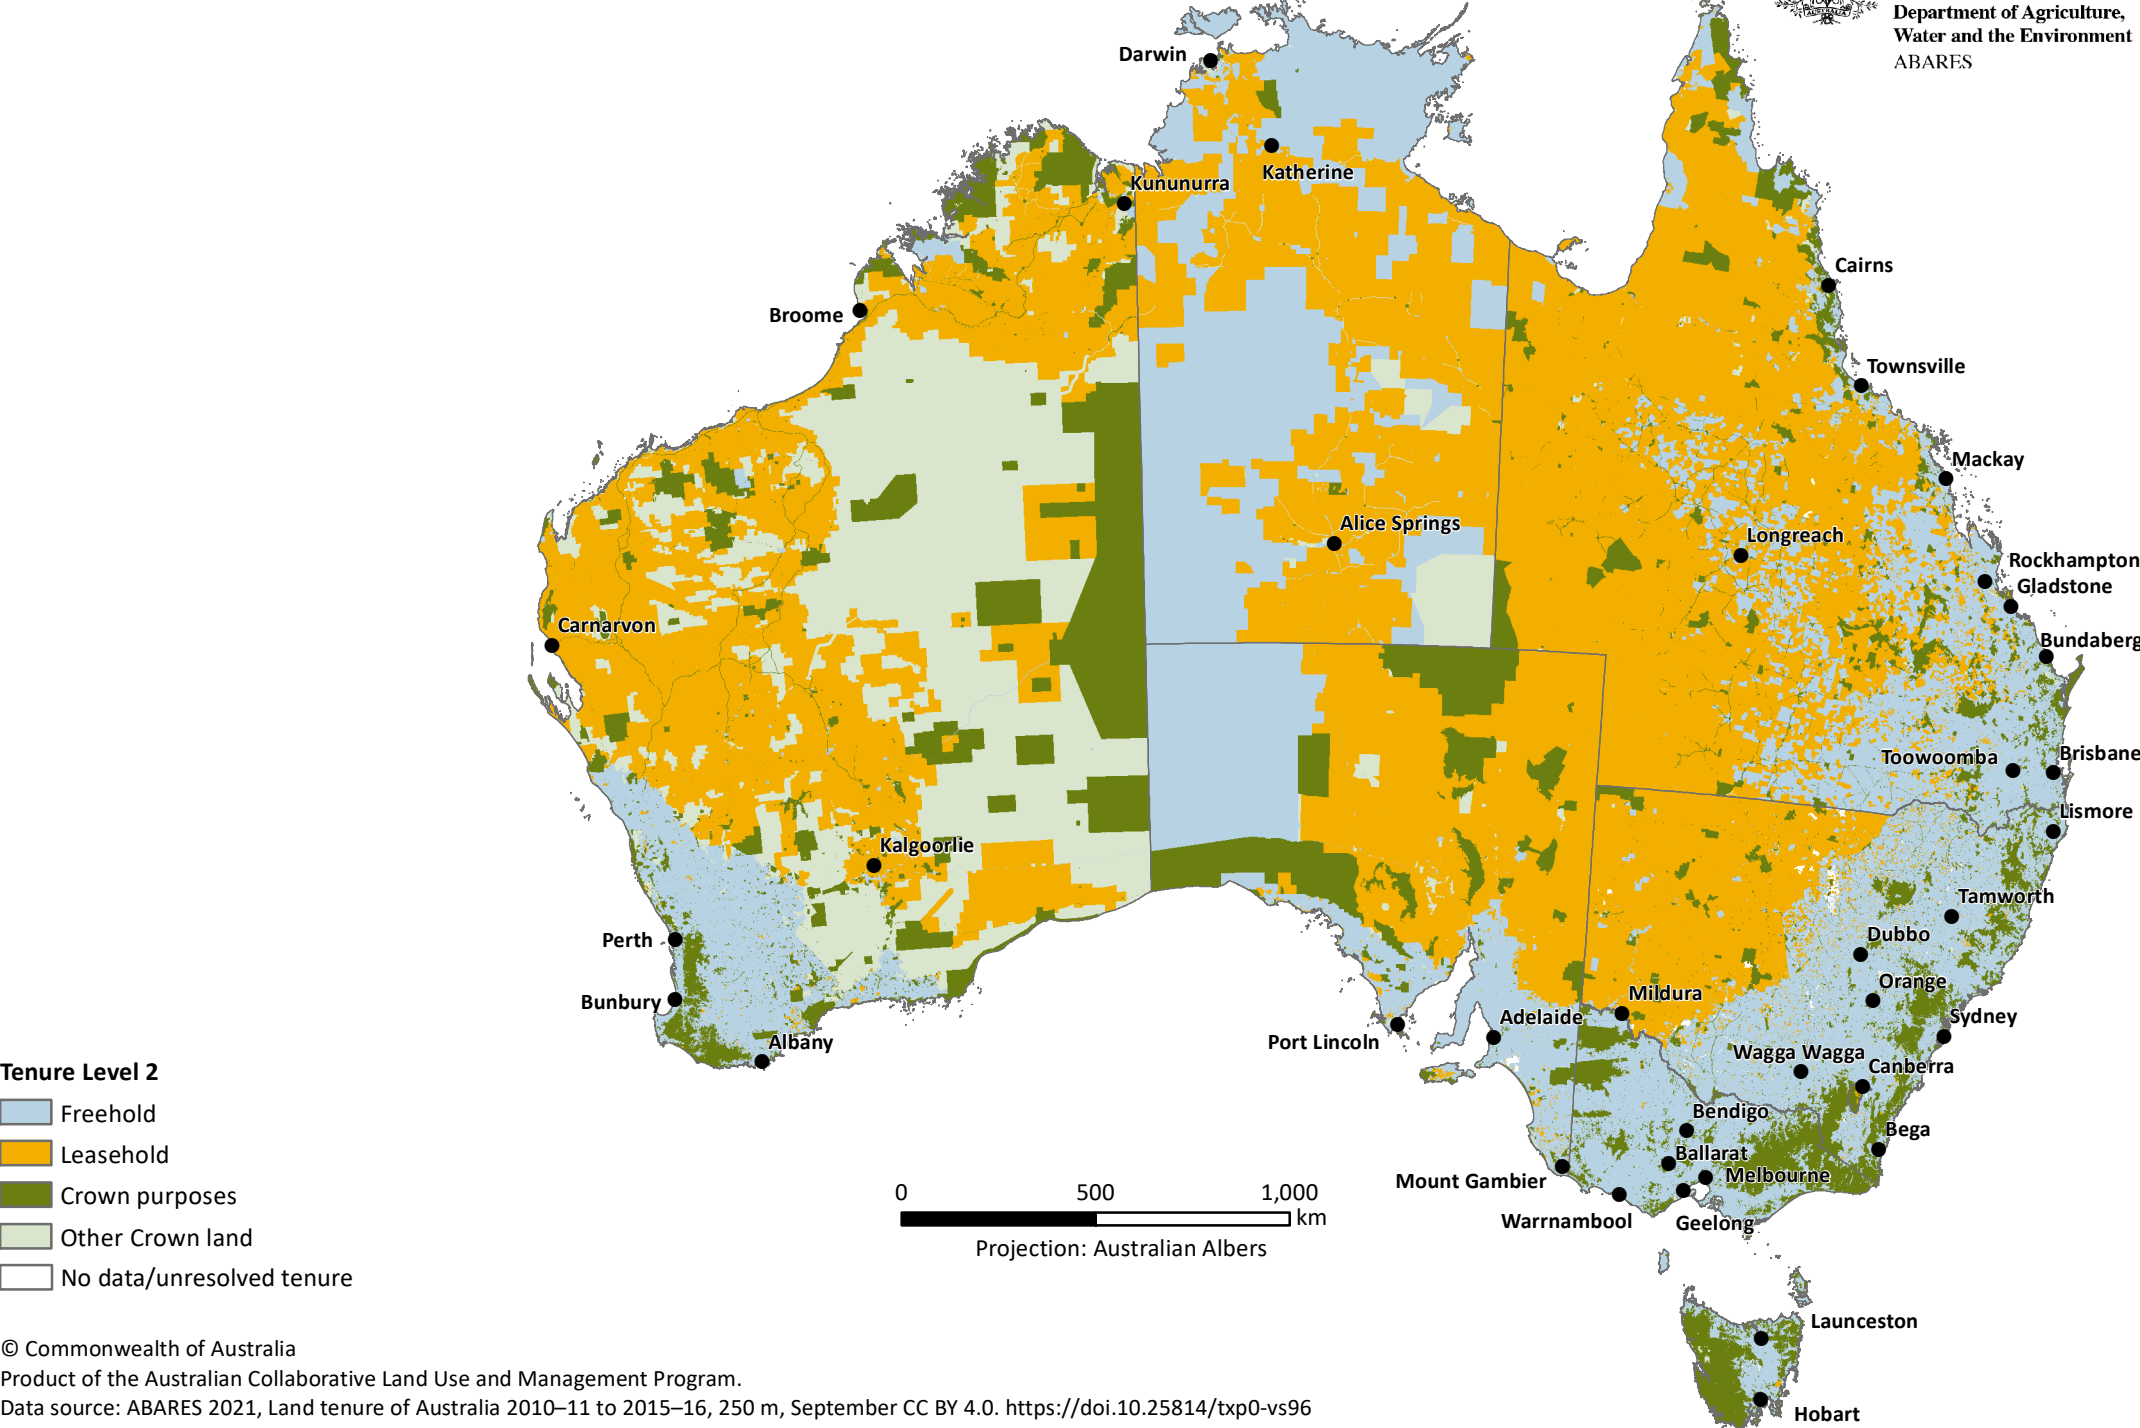 Department of Agriculture,
Water and the Environment
ABARES
Darwin
Katherine
Kununurra
Cairns
Broome
Townsville
Mackay
Alice Springs
Longreach
Rockhampton
Gladstone
Carnarvon
Bundaberg
Toowoomba
Brisbane
Lismore
Kalgoorlie
Tamworth
Perth
Dubbo
Orange
Mildura
Bunbury
Adelaide
Sydney
Port Lincoln
Albany
Wagga Wagga
Canberra
Bendigo
Bega
Ballarat
Melbourne
Mount Gambier
Warrnambool
Geelong
Launceston
Hobart
Tenure Level 2
Freehold
Leasehold
Crown purposes
Other Crown land
No data/unresolved tenure
0 500 1,000
km
Projection: Australian Albers
© Commonwealth of Australia
Product of the Australian Collaborative Land Use and Management Program.
Data source: ABARES 2021, Land tenure of Australia 2010–11 to 2015–16, 250 m, September CC BY 4.0. https://doi.org/10.25814/txp0-vs96